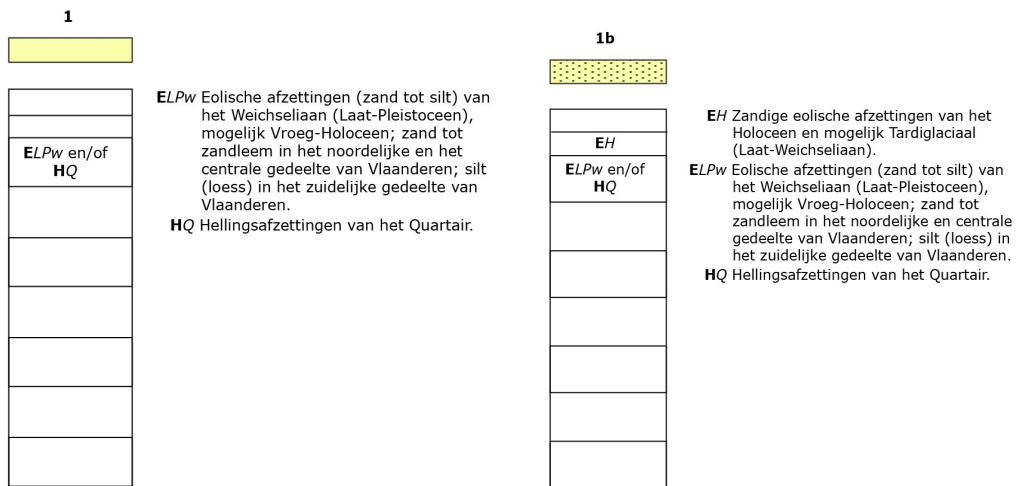 1
ELPw en/of
HQ
ELPw Eolische afzettingen (zand tot silt) van
het Weichseliaan (Laat-Pleistoceen),
mogelijk Vroeg-Holoceen; zand tot
zandleem in het noordelijke en het
centrale gedeelte van Vlaanderen; silt
(loess) in het zuidelijke gedeelte van
Vlaanderen.
HQ Hellingsafzettingen van het Quartair.
1b
EH
ELPw en/of
HQ
EH Zandige eolische afzettingen van het
Holoceen en mogelijk Tardiglaciaal
(Laat-Weichseliaan).
ELPw Eolische afzettingen (zand tot silt) van
het Weichseliaan (Laat-Pleistoceen),
mogelijk Vroeg-Holoceen; zand tot
zandleem in het noordelijke en centrale
gedeelte van Vlaanderen; silt (loess) in
het zuidelijke gedeelte van Vlaanderen.
HQ Hellingsafzettingen van het Quartair.